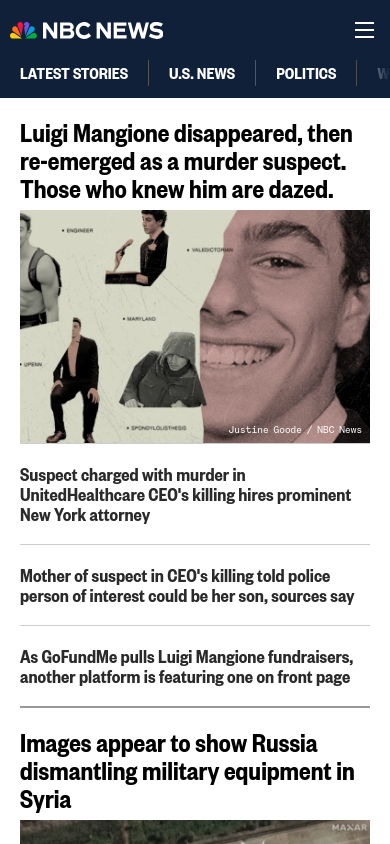 NBC NEWS
LATEST STORIES
U.S. NEWS
POLITICS
Luigi Mangione disappeared, then
re-emerged as a murder suspect.
Those who knew him are dazed.
• ENGINEER
• VALEDICTORIAN
• MARYLAND
• UPENN
• SPONDYLOLISTHESIS
Justine Goode / NBC News
Suspect charged with murder in
UnitedHealthcare CEO's killing hires prominent
New York attorney
Mother of suspect in CEO's killing told police
person of interest could be her son, sources say
As GoFundMe pulls Luigi Mangione fundraisers,
another platform is featuring one on front page
Images appear to show Russia
dismantling military equipment in
Syria
MAXAR